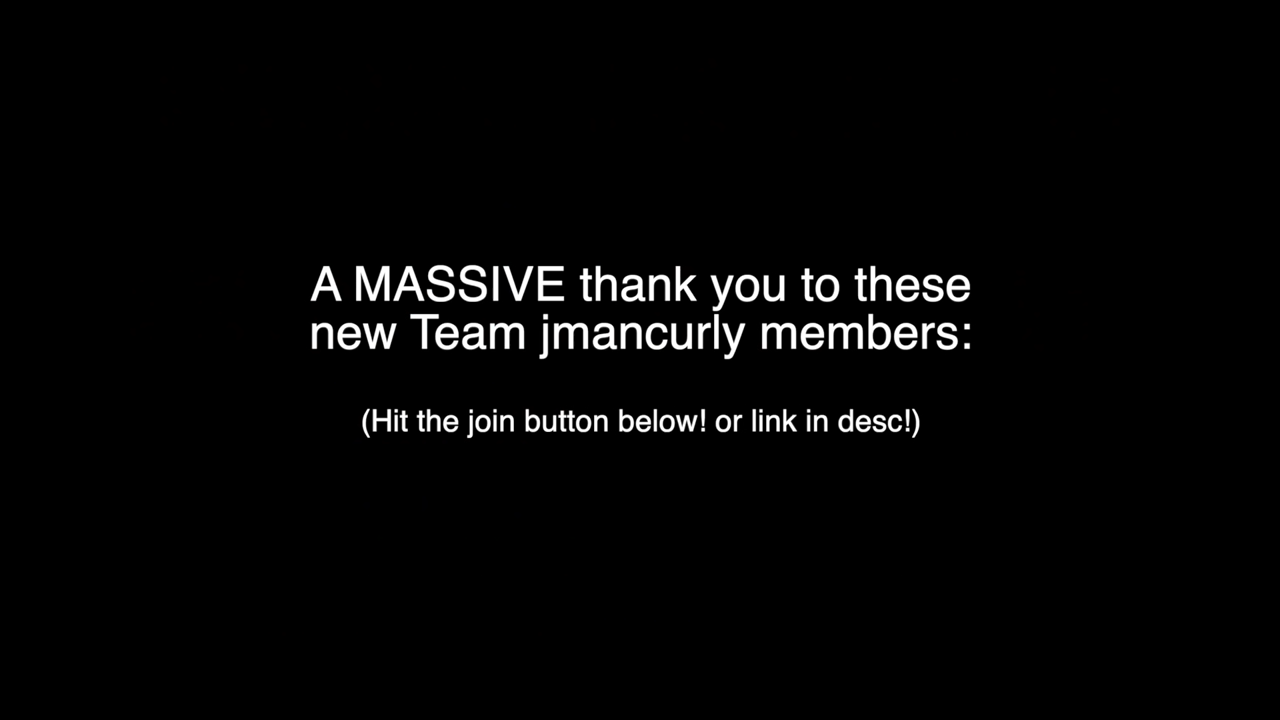 A MASSIVE thank you to these
new Team jmancurly members:
(Hit the join button below! or link in desc!)